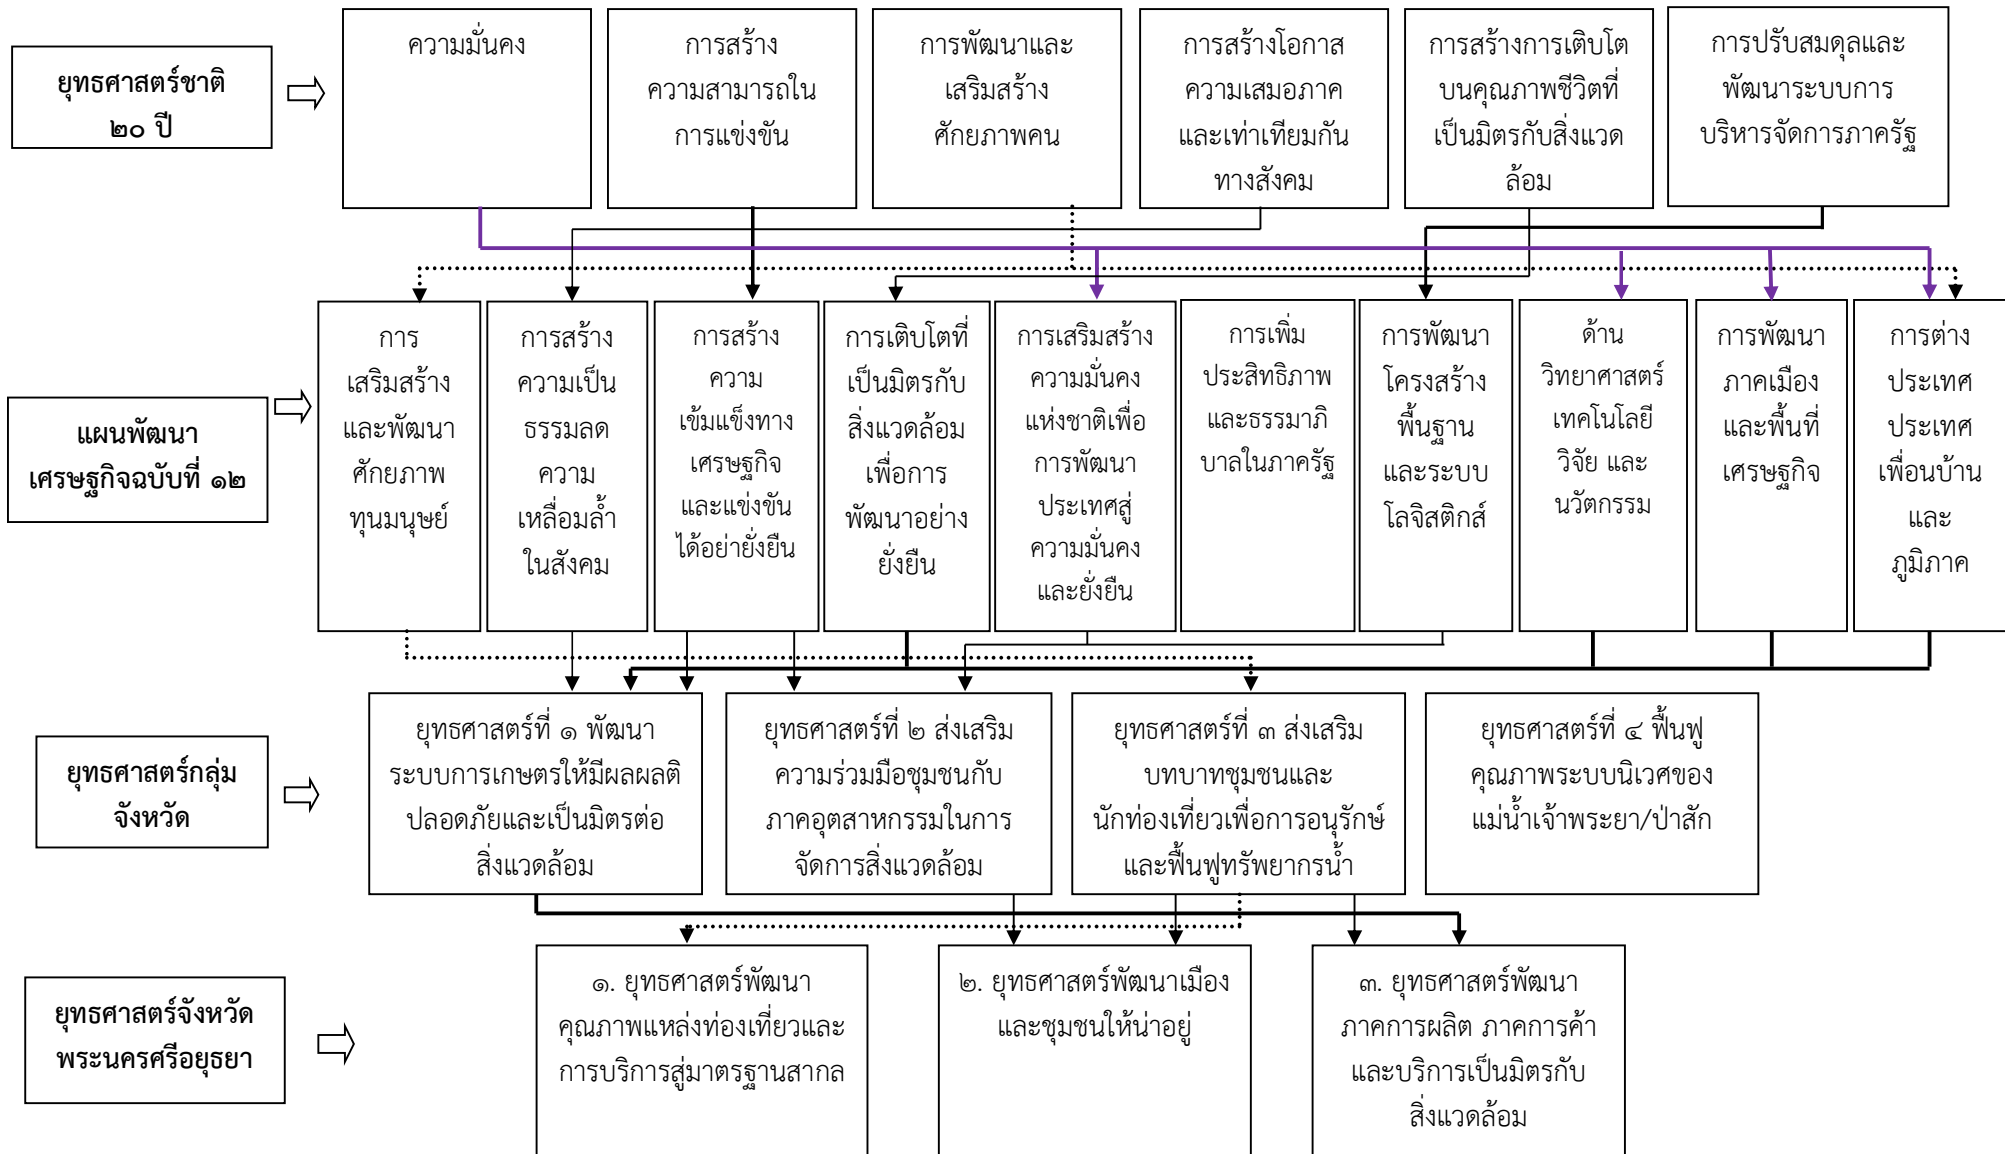 ยุทธศาสตร์ชาติ
๒๐ ปี
ความมั่นคง
การสร้าง
ความสามารถใน
การแข่งขัน
การพัฒนาและ
เสริมสร้าง
ศักยภาพคน
การสร้างโอกาส
ความเสมอภาค
และเท่าเทียมกัน
ทางสังคม
การสร้างการเติบโต
บนคุณภาพชีวิตที่
เป็นมิตรกับสิ่งแวด
ล้อม
การปรับสมดุลและ
พัฒนาระบบการ
บริหารจัดการภาครัฐ
แผนพัฒนา
เศรษฐกิจฉบับที่ ๑๒
การ
เสริมสร้าง
และพัฒนา
ศักยภาพ
ทุนมนุษย์
การสร้าง
ความเป็น
ธรรมลด
ความ
เหลื่อมล้ำ
ในสังคม
การสร้าง
ความ
เข้มแข็งทาง
เศรษฐกิจ
และแข่งขัน
ได้อย่ายั่งยืน
การเติบโตที่
เป็นมิตรกับ
สิ่งแวดล้อม
เพื่อการ
พัฒนาอย่าง
ยั่งยืน
การเสริมสร้าง
ความมั่นคง
แห่งชาติเพื่อ
การพัฒนา
ประเทศสู่
ความมั่นคง
และยั่งยืน
การเพิ่ม
ประสิทธิภาพ
และธรรมาภิ
บาลในภาครัฐ
การพัฒนา
โครงสร้าง
พื้นฐาน
และระบบ
โลจิสติกส์
ด้าน
วิทยาศาสตร์
เทคโนโลยี
วิจัย และ
นวัตกรรม
การพัฒนา
ภาคเมือง
และพื้นที่
เศรษฐกิจ
การต่าง
ประเทศ
ประเทศ
เพื่อนบ้าน
และ
ภูมิภาค
ยุทธศาสตร์กลุ่ม
จังหวัด
ยุทธศาสตร์ที่ ๑ พัฒนา
ระบบการเกษตรให้มีผลผลติ
ปลอดภัยและเป็นมิตรต่อ
สิ่งแวดล้อม
ยุทธศาสตร์ที่ ๒ ส่งเสริม
ความร่วมมือชุมชนกับ
ภาคอุตสาหกรรมในการ
จัดการสิ่งแวดล้อม
ยุทธศาสตร์ที่ ๓ ส่งเสริม
บทบาทชุมชนและ
นักท่องเที่ยวเพื่อการอนุรักษ์
และฟื้นฟูทรัพยากรน้ำ
ยุทธศาสตร์ที่ ๔ ฟื้นฟู
คุณภาพระบบนิเวศของ
แม่น้ำเจ้าพระยา/ป่าสัก
ยุทธศาสตร์จังหวัด
พระนครศรีอยุธยา
๑. ยุทธศาสตร์พัฒนา
คุณภาพแหล่งท่องเที่ยวและ
การบริการสู่มาตรฐานสากล
๒. ยุทธศาสตร์พัฒนาเมือง
และชุมชนให้น่าอยู่
๓. ยุทธศาสตร์พัฒนา
ภาคการผลิต ภาคการค้า
และบริการเป็นมิตรกับ
สิ่งแวดล้อม